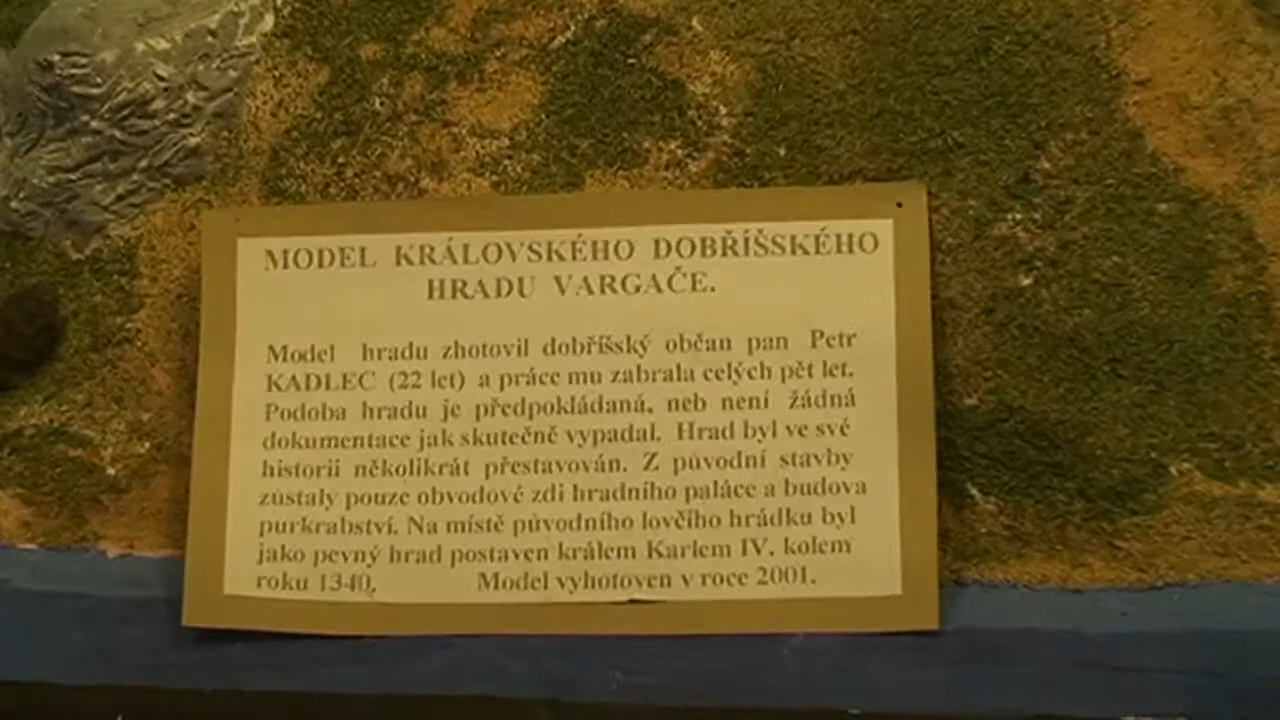 MODEL KRÁLOVSKÉHO DOBŘÍŠSKÉHO
HRADU VARGAČE.
Model hradu zhotovil dobříšský občan pan Petr
KADLEC (22 let) a práce mu zabrala celých pět let.
Podoba hradu je předpokládaná, neb není žádná
dokumentace jak skutečně vypadal. Hrad byl ve své
historii několikrát přestavován. Z původní stavby
zůstaly pouze obvodové zdi hradního paláce a budova
purkrabství. Na místě původního lovčího hrádku byl
jako pevný hrad postaven králem Karlem IV. kolem
roku 1340. Model vyhotoven v roce 2001.